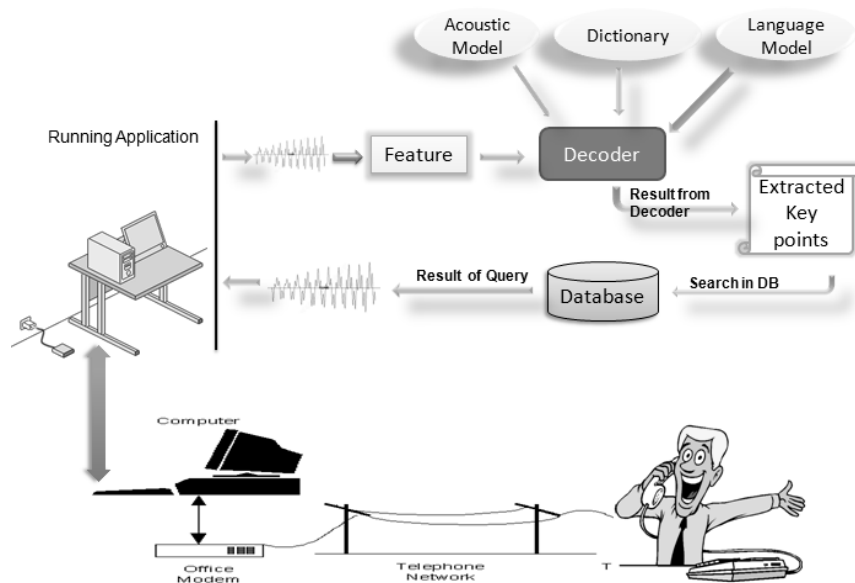 Acoustic
Model
Dictionary
Language
Model
Running Application
Feature
Decoder
Result from
Decoder
Extracted
Key
points
Result of Query
Database
Search in DB
Computer
Office
Modem
Telephone
Network
T